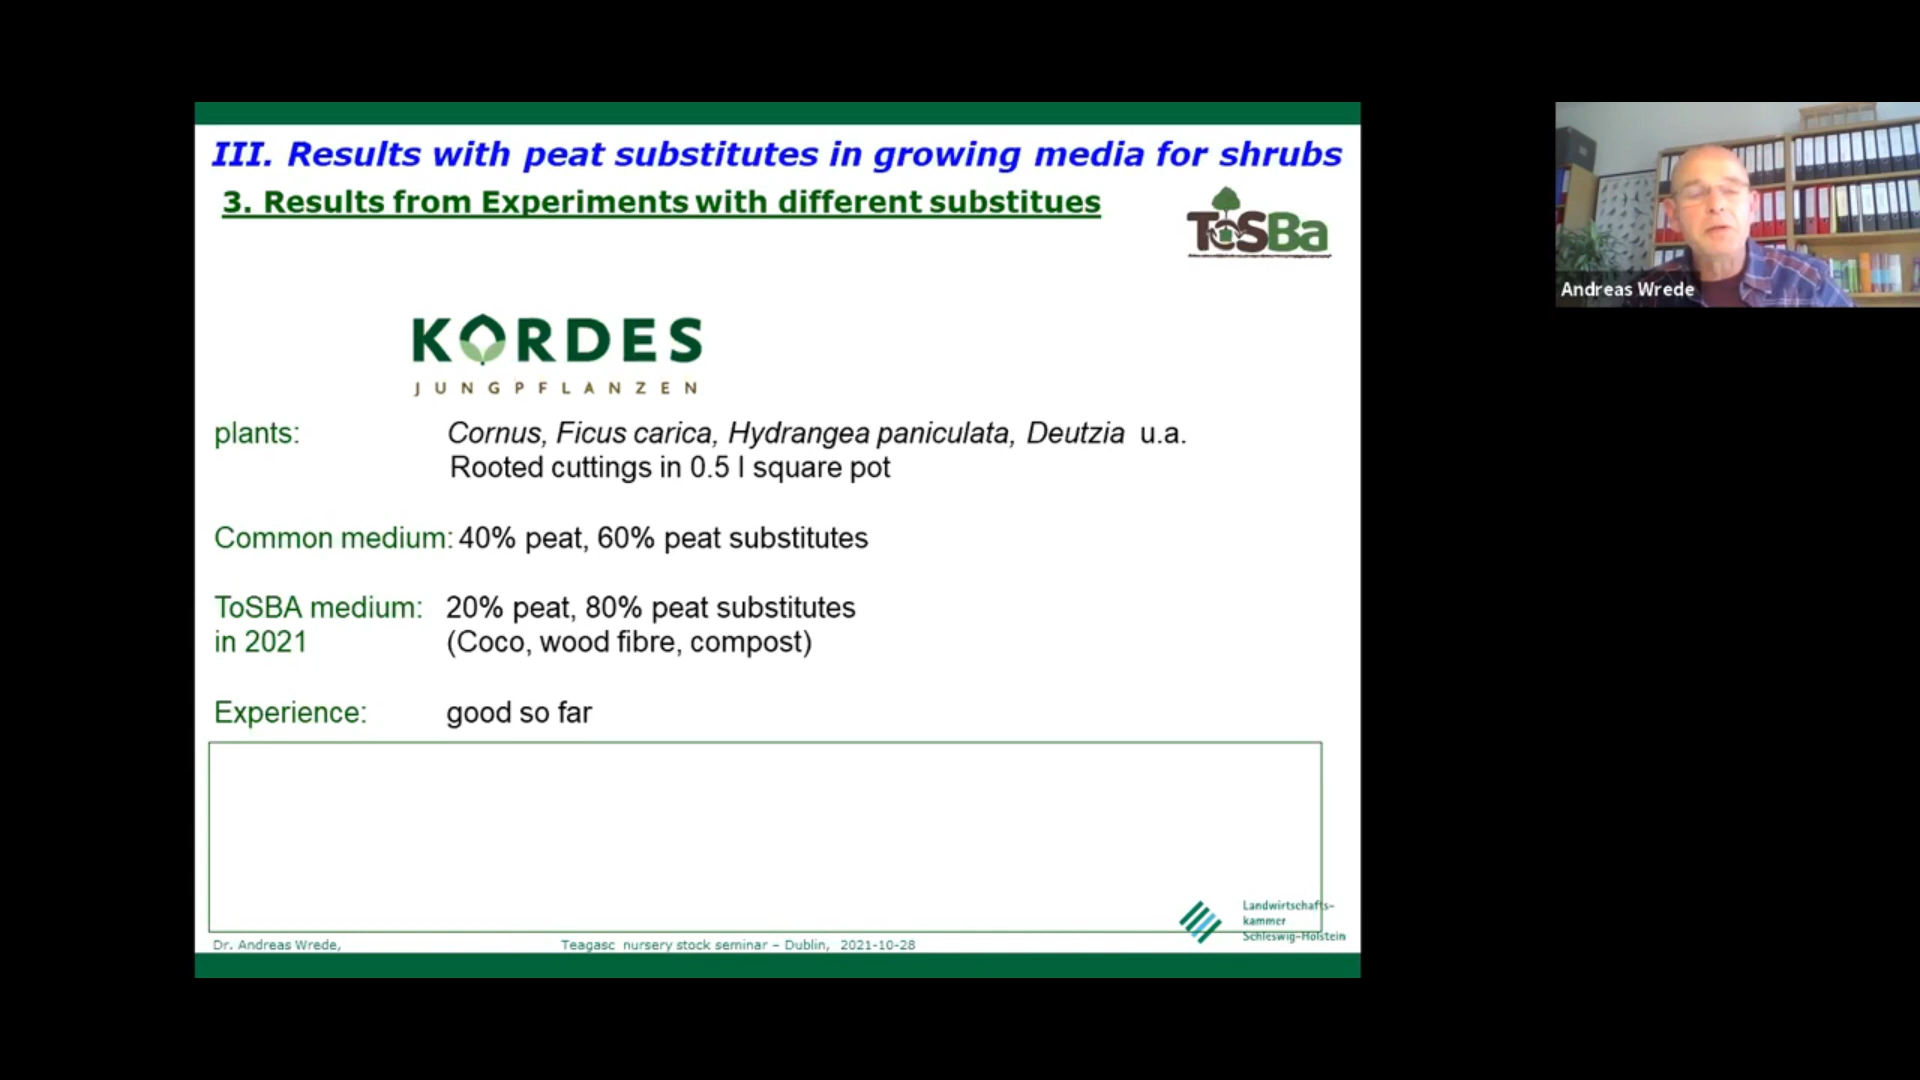 III. Results with peat substitutes in growing media for shrubs
3. Results from Experiments with different substitues
ToSBa
KORDES
JUNGPFLANZEN
plants: Cornus, Ficus carica, Hydrangea paniculata, Deutzia u.a.
Rooted cuttings in 0.5 l square pot
Common medium: 40% peat, 60% peat substitutes
ToSBA medium: 20% peat, 80% peat substitutes
in 2021 (Coco, wood fibre, compost)
Experience: good so far
Landwirtschafts-
kammer
Schleswig-Holstein
Dr. Andreas Wrede, Teagasc nursery stock seminar – Dublin, 2021-10-28
Andreas Wrede